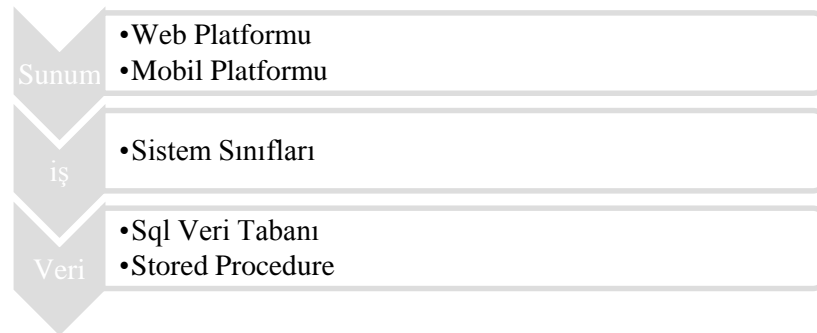 Sunum
•Web Platformu
•Mobil Platformu
iş
•Sistem Sınıfları
Veri
•Sql Veri Tabanı
•Stored Procedure